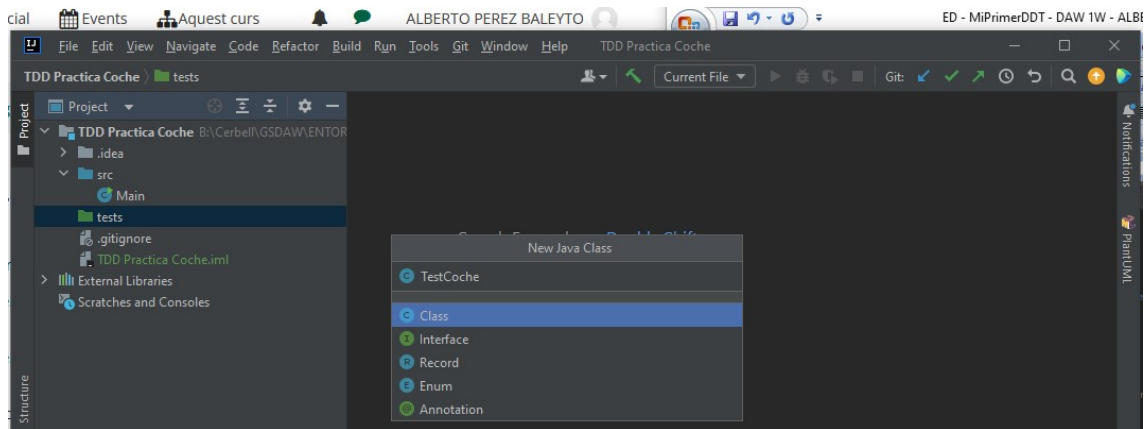 cial Events Aquest curs ALBERTO PEREZ BALEYTO ED - MiPrimerDDT - DAW 1W - ALBE
File Edit View Navigate Code Refactor Build Run Tools Git Window Help TDD Practica Coche
TDD Practica Coche tests Current File Git:
Project
TDD Practica Coche B:\Cerbell\GSDAW\ENTOR
.idea
src
Main
tests
.gitignore
TDD Practica Coche.iml
External Libraries
Scratches and Consoles
New Java Class
TestCoche
Class
Interface
Record
Enum
Annotation
Project
Structure
Notifications
PlantUML